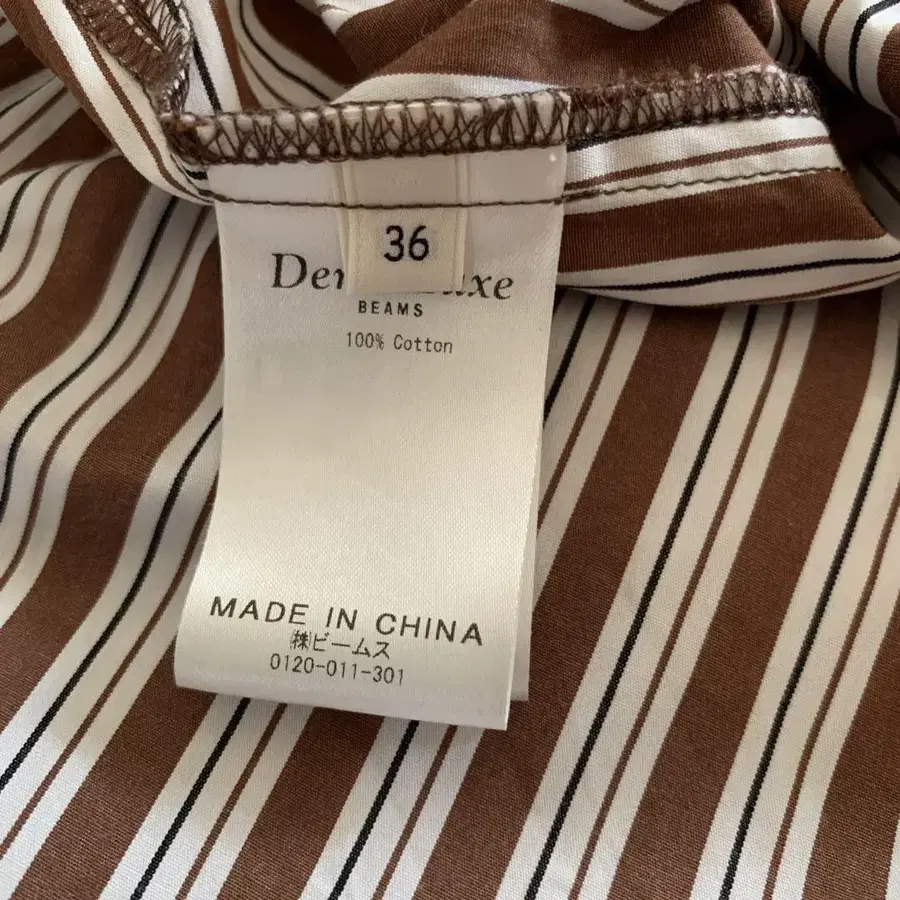 36
BEAMS
100% Cotton
MADE IN CHINA
㈱ビームス
0120-011-301